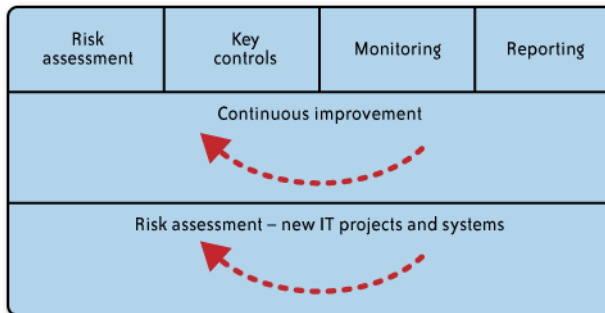 Risk
assessment
Key
controls
Monitoring
Reporting
Continuous improvement
Risk assessment – new IT projects and systems